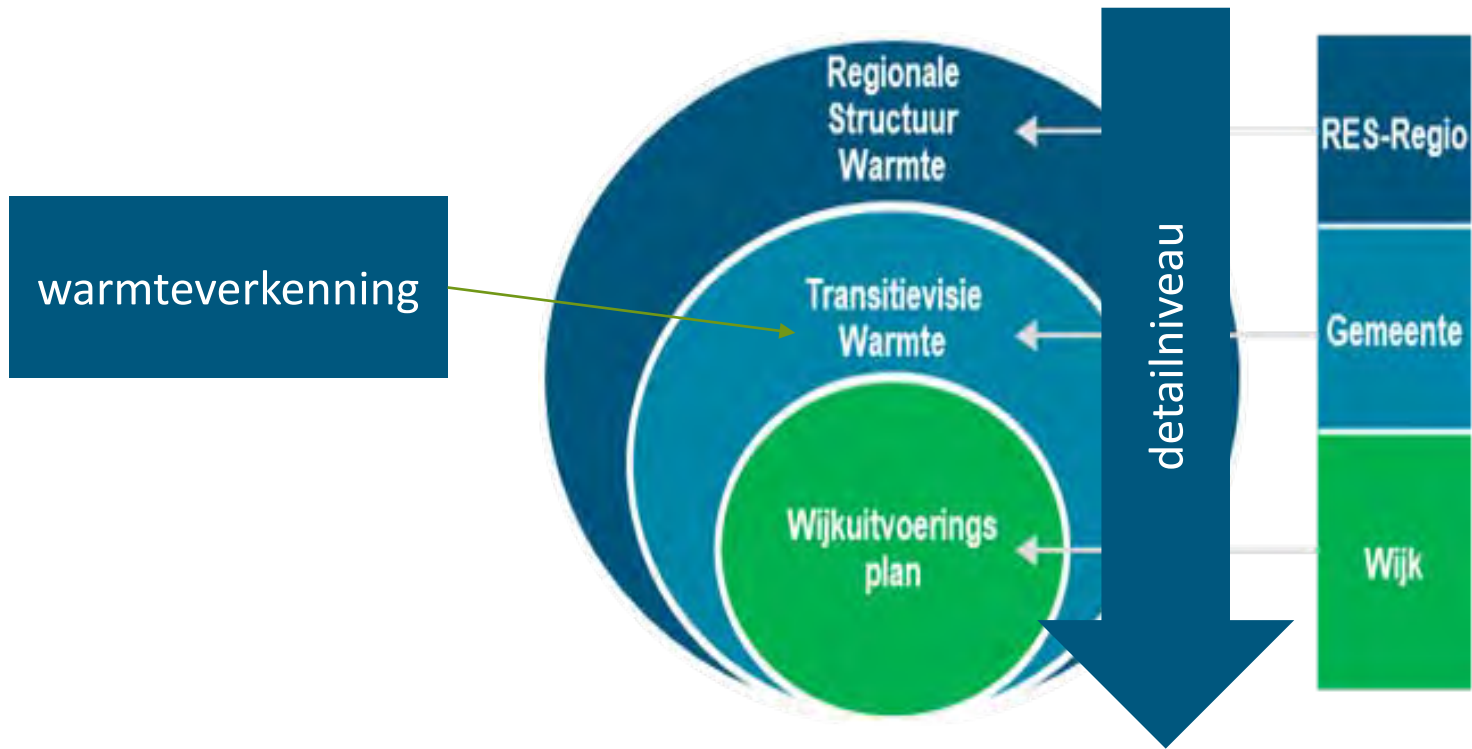 Regionale
Structuur
Warmte
RES-Regio
warmteverkenning
Transitievisie
Warmte
detailniveau
Gemeente
Wijkuitvoerings
plan
Wijk